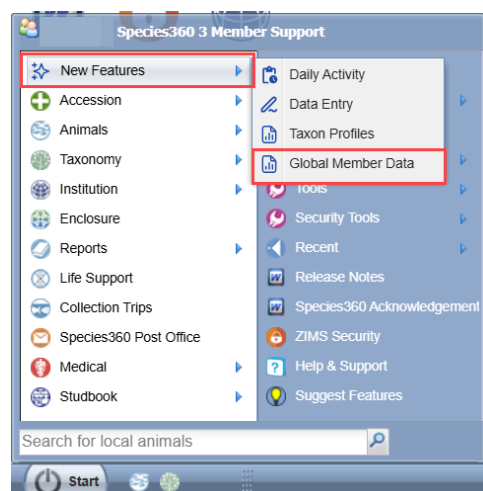 Species360 3 Member Support
New Features
Accession
Animals
Taxonomy
Institution
Enclosure
Reports
Life Support
Collection Trips
Species360 Post Office
Medical
Studbook
Daily Activity
Data Entry
Taxon Profiles
Global Member Data
Tools
Security Tools
Recent
Release Notes
Species360 Acknowledgement
ZIMS Security
Help & Support
Suggest Features
Search for local animals
Start